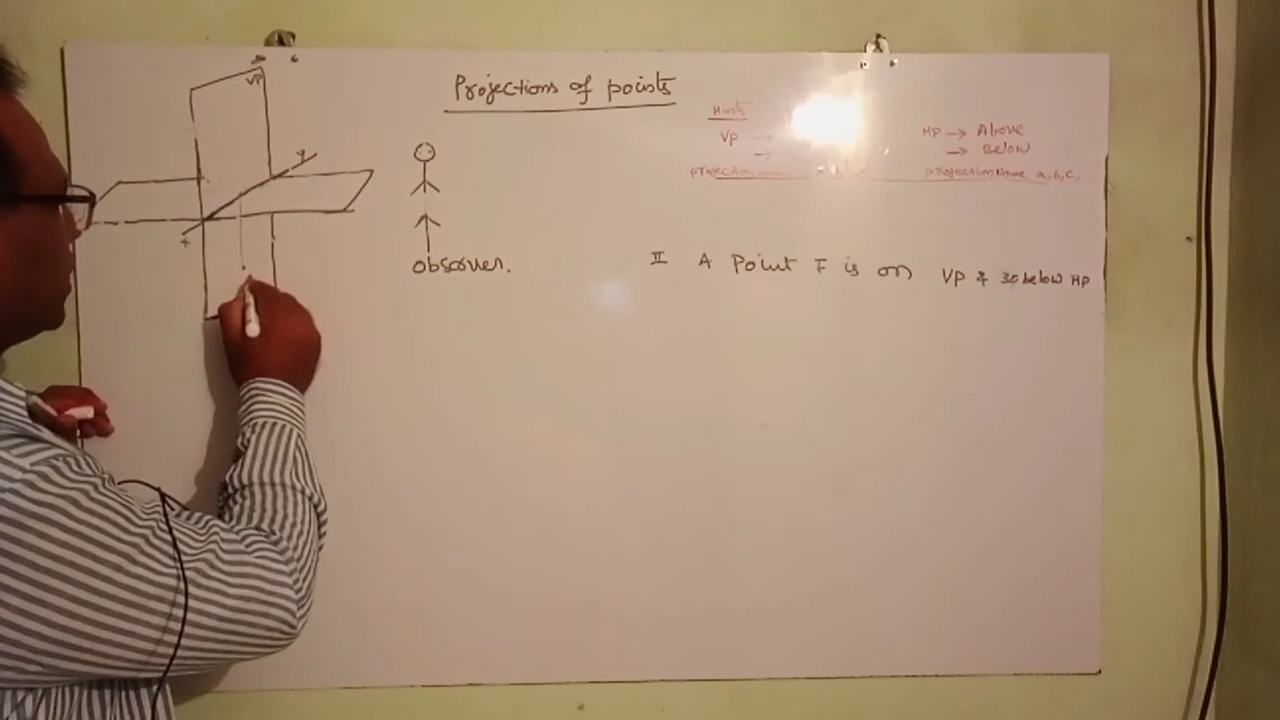 Projections of points
VP
y
x
observer.
Hints
VP →
→
projection
HP → Above
→ Below
projection Name a, b, c,
II A Point F is on VP & 30 below HP